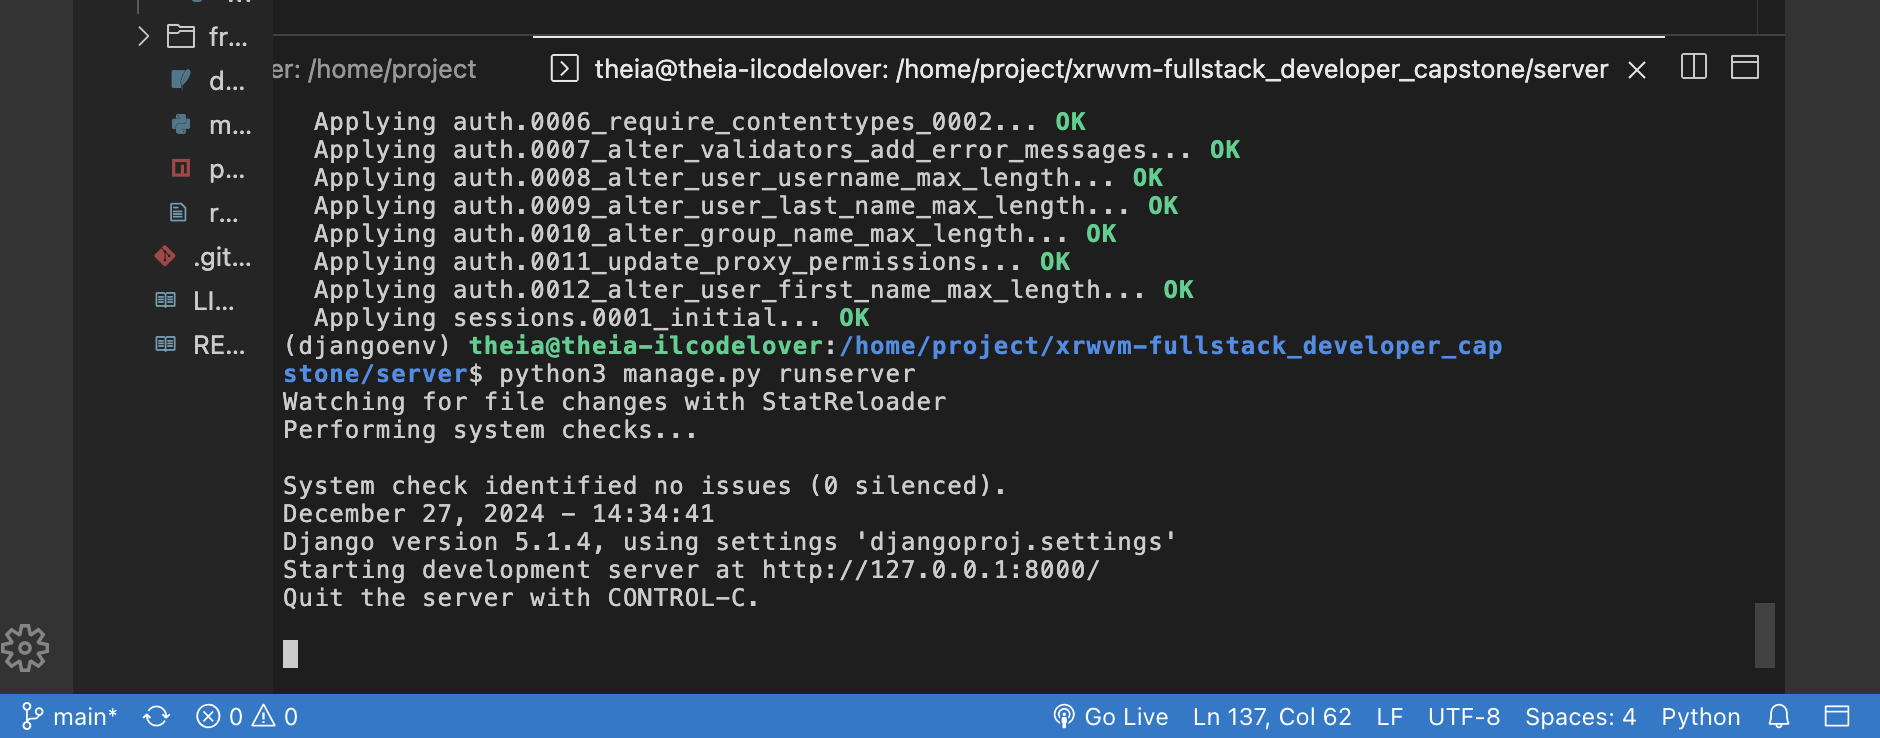 fr...
d...
m...
p...
r...
.git...
LI...
RE...
er: /home/project
theia@theia-ilcodelover: /home/project/xrwvm-fullstack_developer_capstone/server
Applying auth.0006_require_contenttypes_0002... OK
Applying auth.0007_alter_validators_add_error_messages... OK
Applying auth.0008_alter_user_username_max_length... OK
Applying auth.0009_alter_user_last_name_max_length... OK
Applying auth.0010_alter_group_name_max_length... OK
Applying auth.0011_update_proxy_permissions... OK
Applying auth.0012_alter_user_first_name_max_length... OK
Applying sessions.0001_initial... OK
(djangoenv) theia@theia-ilcodelover:/home/project/xrwvm-fullstack_developer_cap
stone/server$ python3 manage.py runserver
Watching for file changes with StatReloader
Performing system checks...
System check identified no issues (0 silenced).
December 27, 2024 - 14:34:41
Django version 5.1.4, using settings 'djangoproj.settings'
Starting development server at http://127.0.0.1:8000/
Quit the server with CONTROL-C.
main* 0 0 Go Live Ln 137, Col 62 LF UTF-8 Spaces: 4 Python